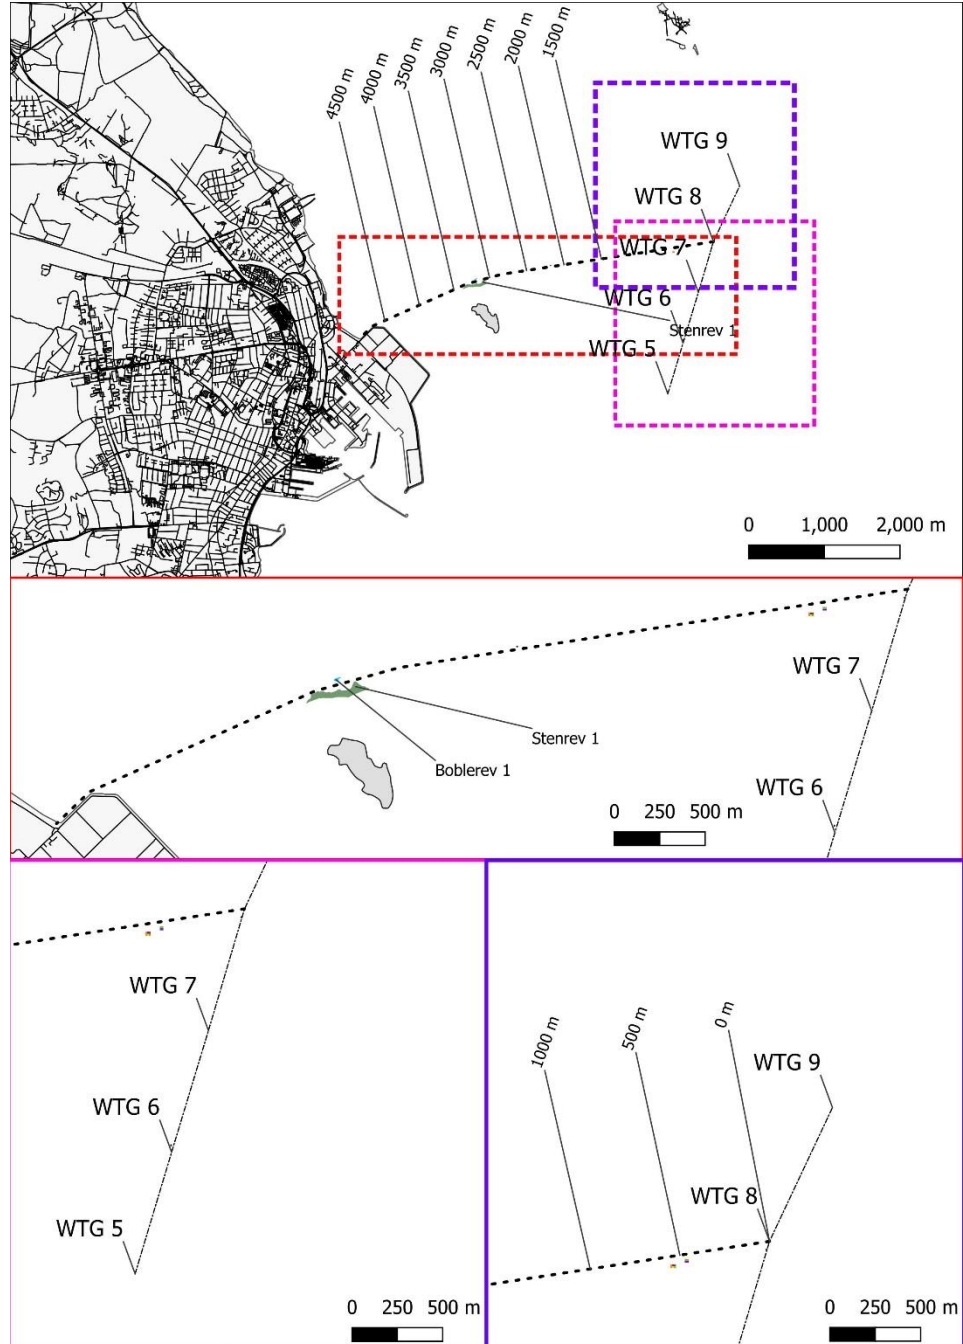 4500 m
4000 m
3500 m
3000 m
2500 m
2000 m
1500 m
WTG 9
WTG 8
WTG 7
WTG 6
Stenrev 1
WTG 5
0 1,000 2,000 m
WTG 7
Stenrev 1
Boblerev 1
WTG 6
0 250 500 m
WTG 7
WTG 6
WTG 5
0 250 500 m
1000 m
500 m
0 m
WTG 9
WTG 8
0 250 500 m